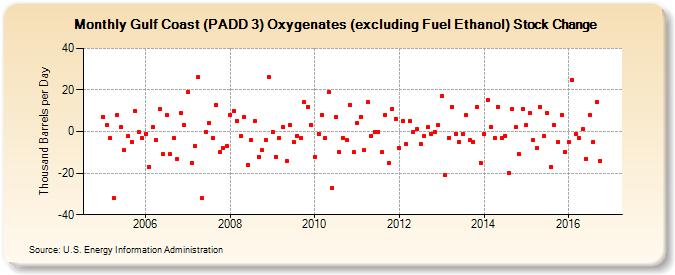 Monthly Gulf Coast (PADD 3) Oxygenates (excluding Fuel Ethanol) Stock Change
Thousand Barrels per Day
40
20
0
-20
-40
2006 2008 2010 2012 2014 2016
Source: U.S. Energy Information Administration